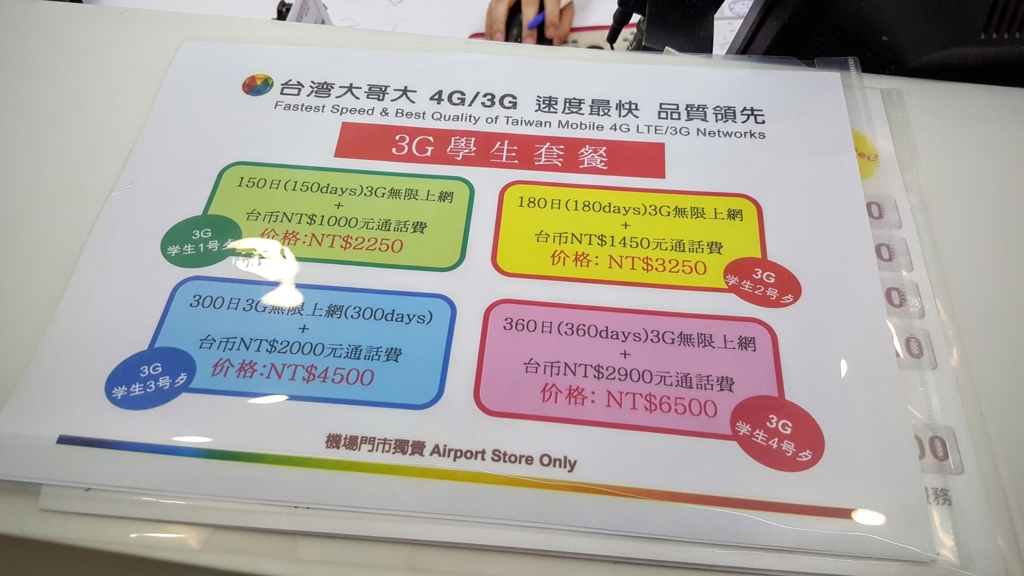 台湾大哥大 4G/3G 速度最快 品質領先
Fastest Speed & Best Quality of Taiwan Mobile 4G LTE/3G Networks
3G 學生套餐
150日(150days)3G無限上網
+
台币NT$1000元通話費
价格:NT$2250
3G
学生1号
180日(180days)3G無限上網
+
台币NT$1450元通話費
价格: NT$3250
3G
学生2号
300日3G無限上網(300days)
+
台币NT$2000元通話費
价格:NT$4500
3G
学生3号
360日(360days)3G無限上網
+
台币NT$2900元通話費
价格: NT$6500
3G
学生4号
機場門市獨賣 Airport Store Only